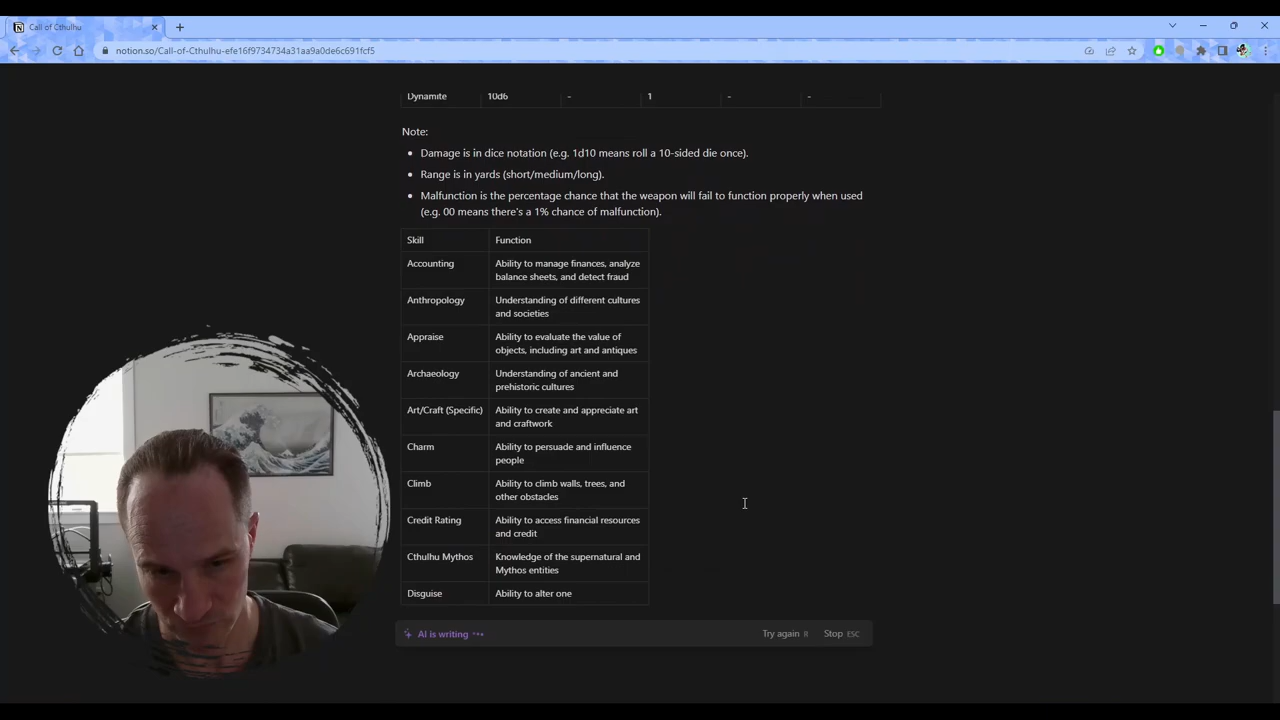 Call of Cthulhu
notion.so/Call-of-Cthulhu-efe16f9734734a31aa9a0de6c691fcf5
Dynamite 10d6 - 1 - -
Note:
• Damage is in dice notation (e.g. 1d10 means roll a 10-sided die once).
• Range is in yards (short/medium/long).
• Malfunction is the percentage chance that the weapon will fail to function properly when used
(e.g. 00 means there's a 1% chance of malfunction).
Skill Function
Accounting Ability to manage finances, analyze
balance sheets, and detect fraud
Anthropology Understanding of different cultures
and societies
Appraise Ability to evaluate the value of
objects, including art and antiques
Archaeology Understanding of ancient and
prehistoric cultures
Art/Craft (Specific) Ability to create and appreciate art
and craftwork
Charm Ability to persuade and influence
people
Climb Ability to climb walls, trees, and
other obstacles
Credit Rating Ability to access financial resources
and credit
Cthulhu Mythos Knowledge of the supernatural and
Mythos entities
Disguise Ability to alter one
AI is writing ••• Try again R Stop ESC